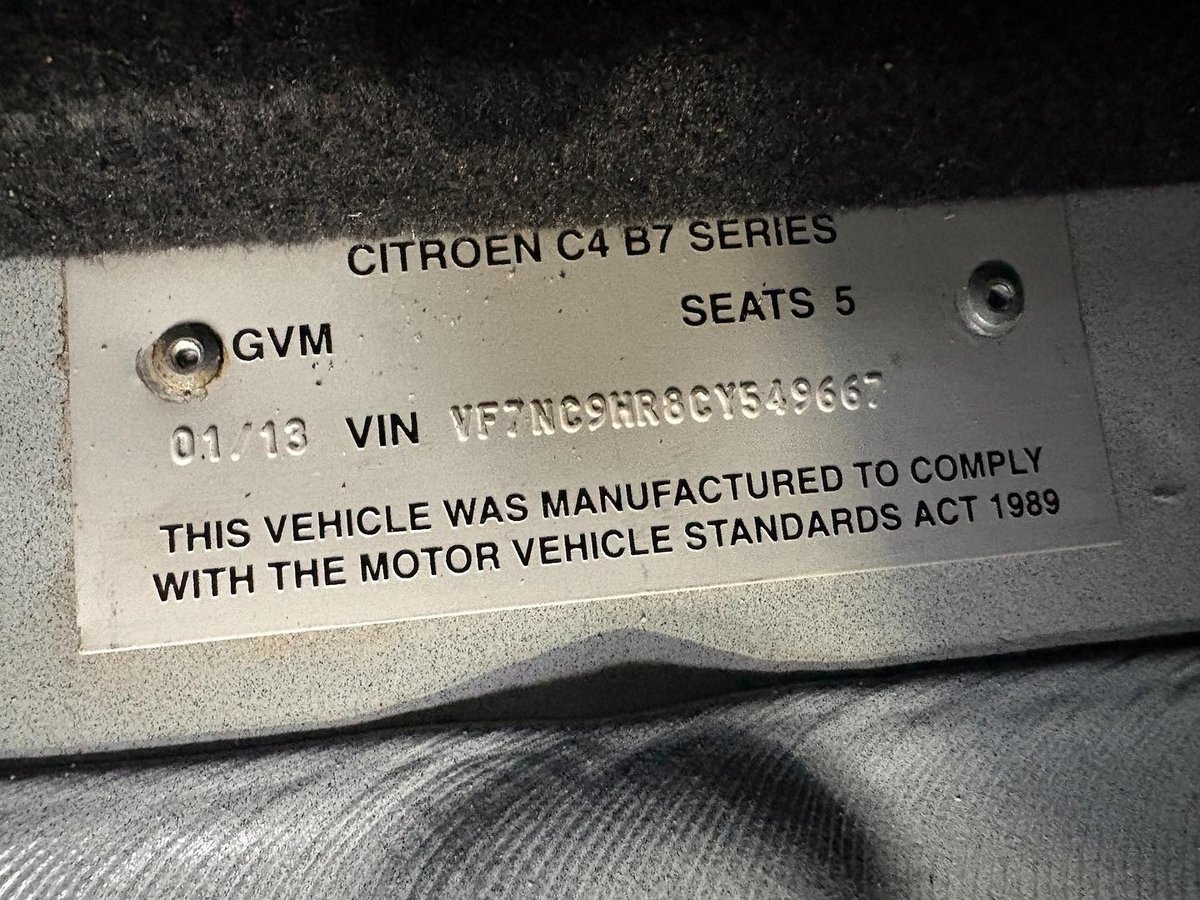 CITROEN C4 B7 SERIES
GVM SEATS 5
01/13 VIN VF7NC9HR8CY549667
THIS VEHICLE WAS MANUFACTURED TO COMPLY
WITH THE MOTOR VEHICLE STANDARDS ACT 1989